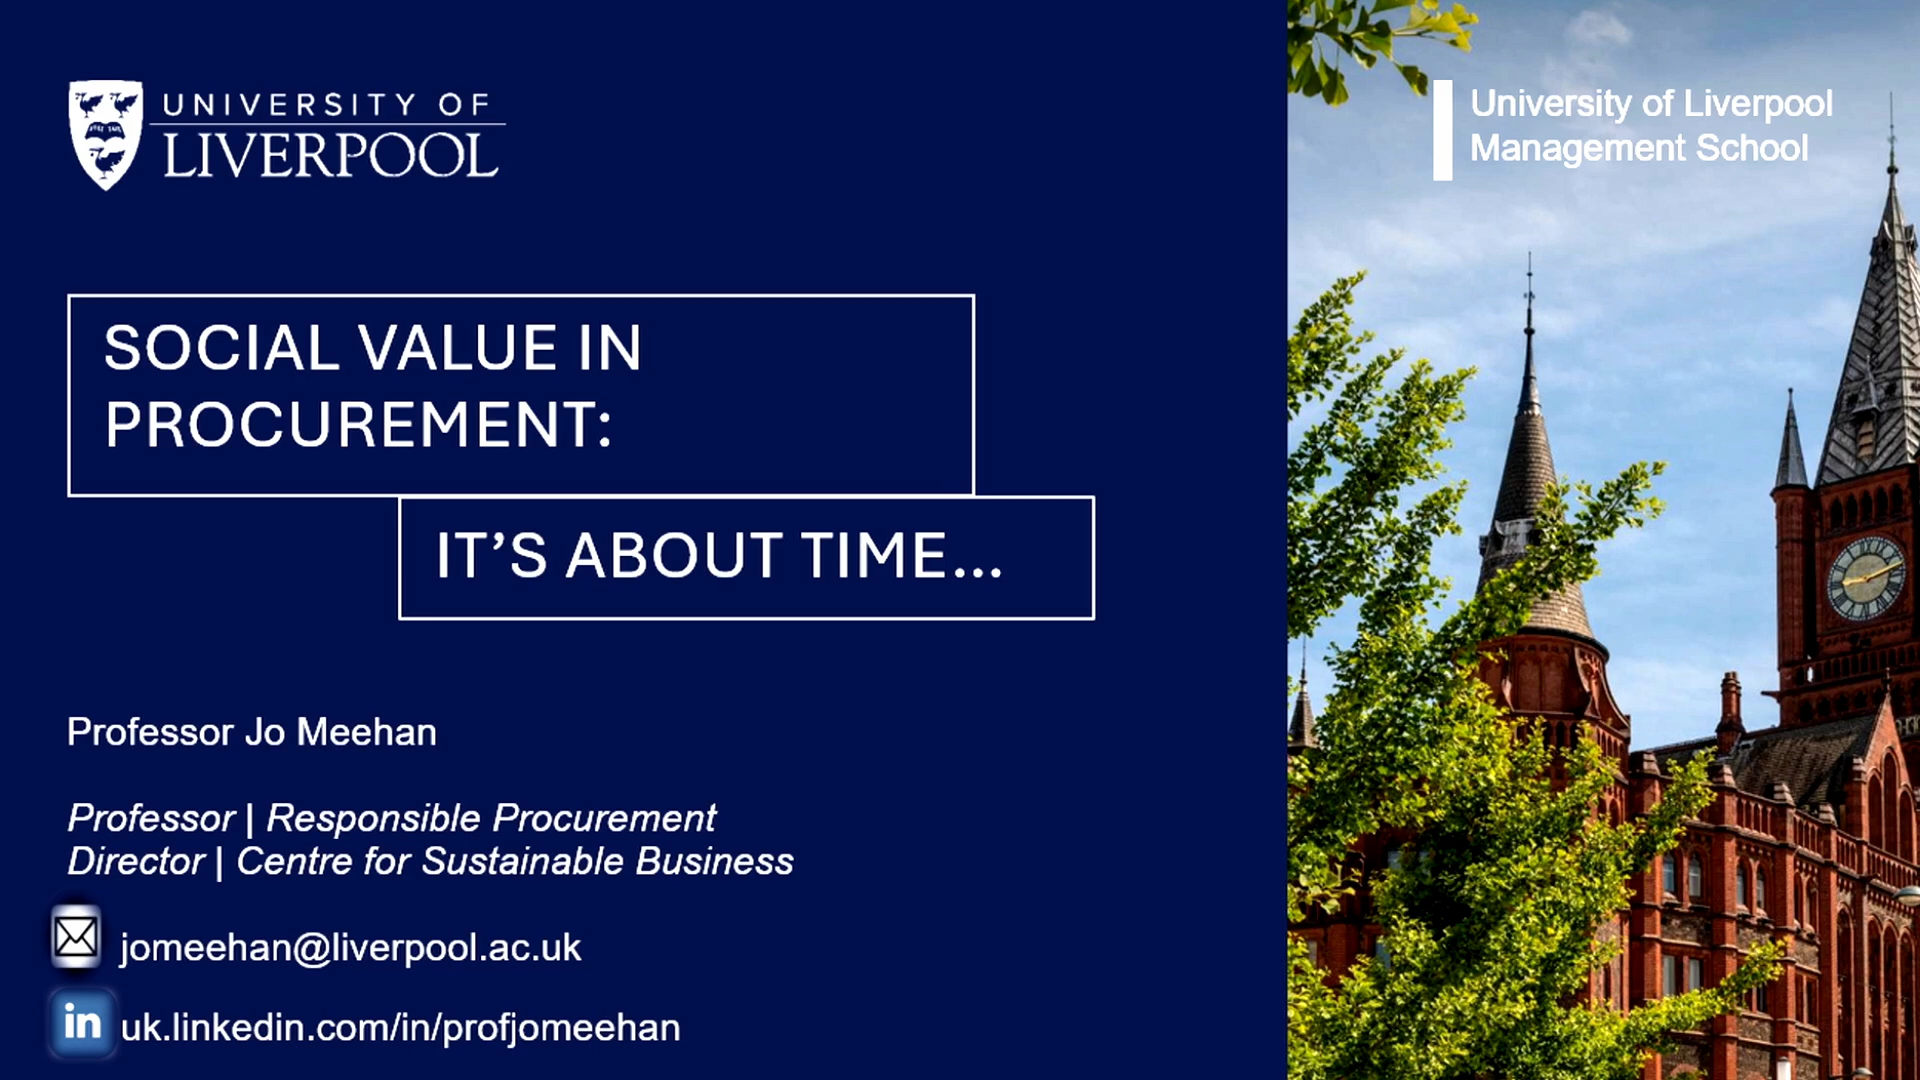 UNIVERSITY OF
LIVERPOOL
University of Liverpool
Management School
SOCIAL VALUE IN
PROCUREMENT:
IT’S ABOUT TIME...
Professor Jo Meehan
Professor | Responsible Procurement
Director | Centre for Sustainable Business
jomeehan@liverpool.ac.uk
in
uk.linkedin.com/in/profjomeehan